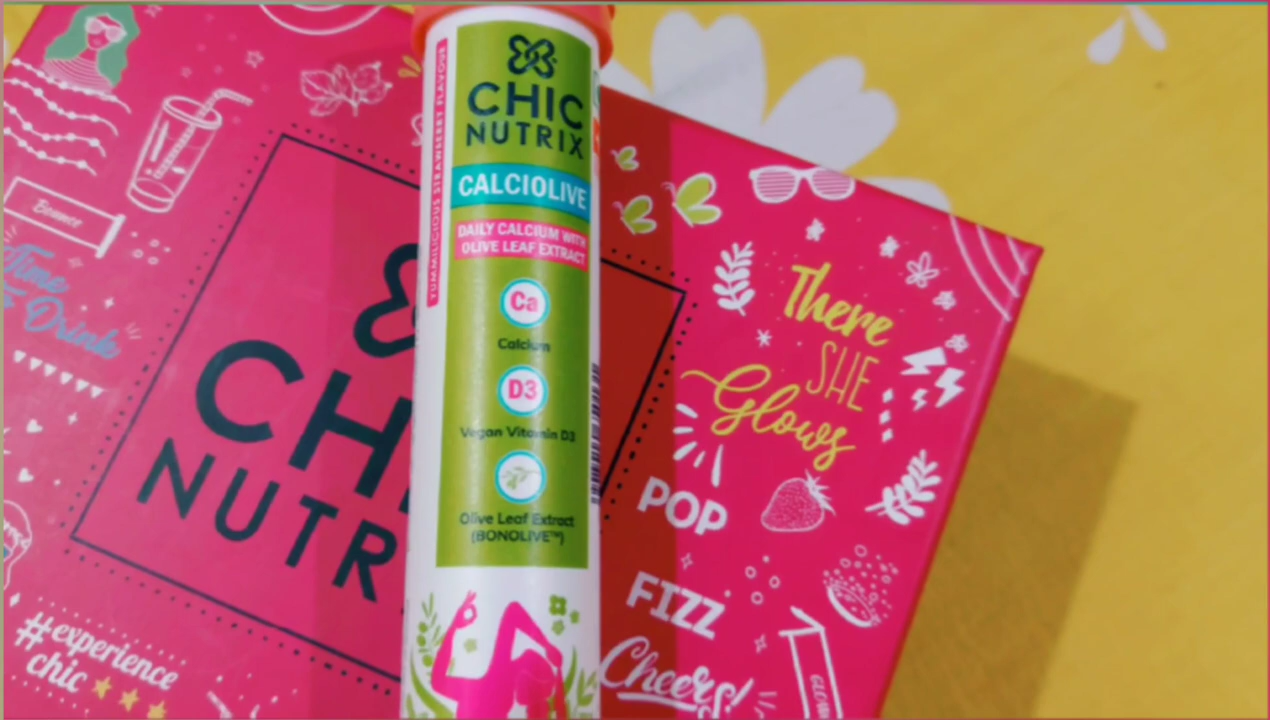 CHIC
NUTRIX
YUMMILICIOUS STRAWBERRY FLAVOUR
CALCIOLIVE
DAILY CALCIUM WITH
OLIVE LEAF EXTRACT
Ca
Calcium
D3
Vegan Vitamin D3
Olive Leaf Extract
(BONOLIVE™)
Bounce
Time
To Drink
CHI
NUTR
#experience
chic
There
SHE
Glows
POP
FIZZ
Cheers!